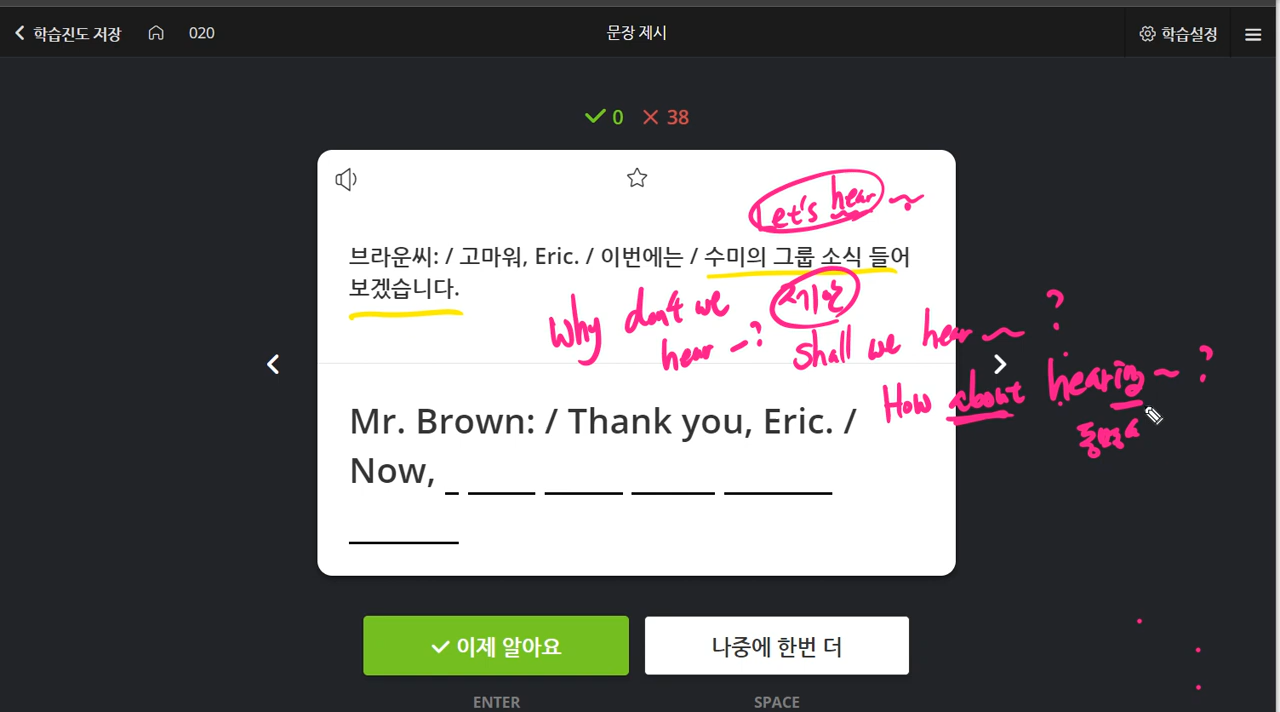 학습진도 저장 020 문장 제시 학습설정
0 38
Let's hear ~
브라운씨: / 고마워, Eric. / 이번에는 / 수미의 그룹 소식 들어
보겠습니다.
제안
Why don't we
hear ~?
shall we hear ~ ?
How about hearing ~ ?
동명사
Mr. Brown: / Thank you, Eric. /
Now, _ ____ ____ ____ ____
____
이제 알아요 나중에 한번 더
ENTER SPACE